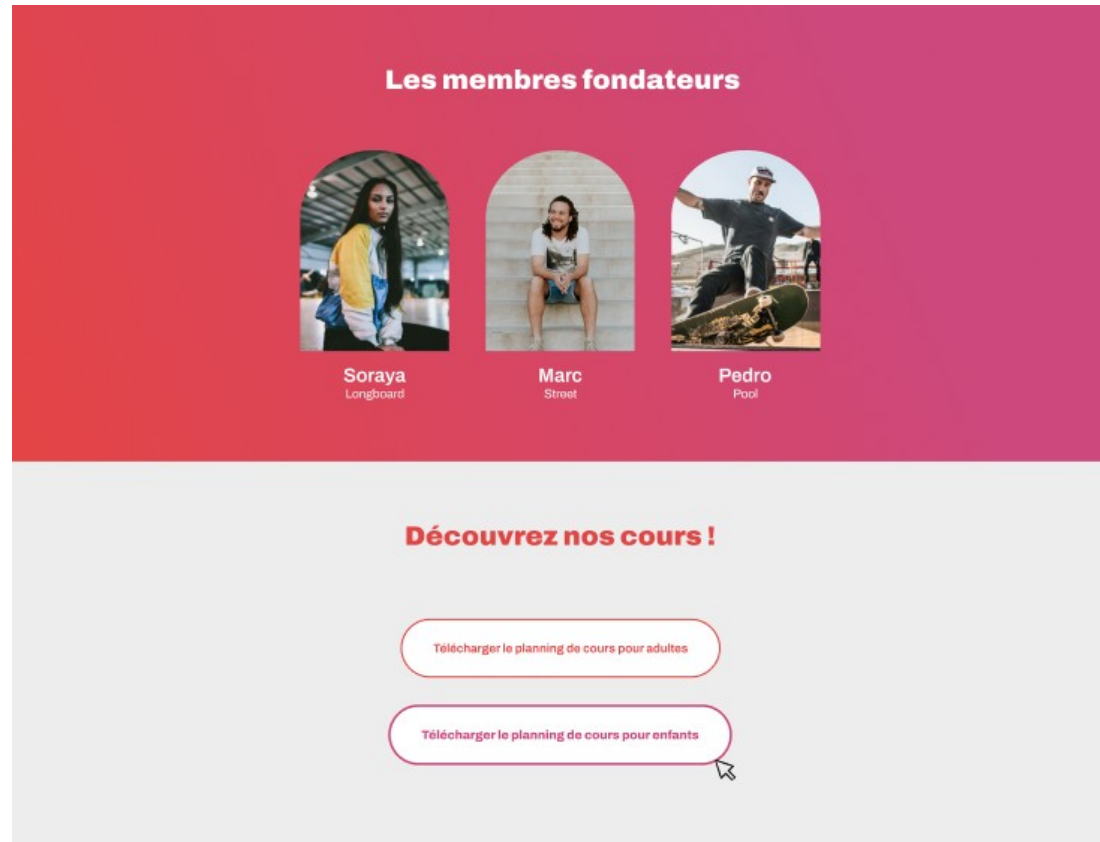 Les membres fondateurs
Soraya
Longboard
Marc
Street
Pedro
Pool
Découvrez nos cours !
Télécharger le planning de cours pour adultes
Télécharger le planning de cours pour enfants